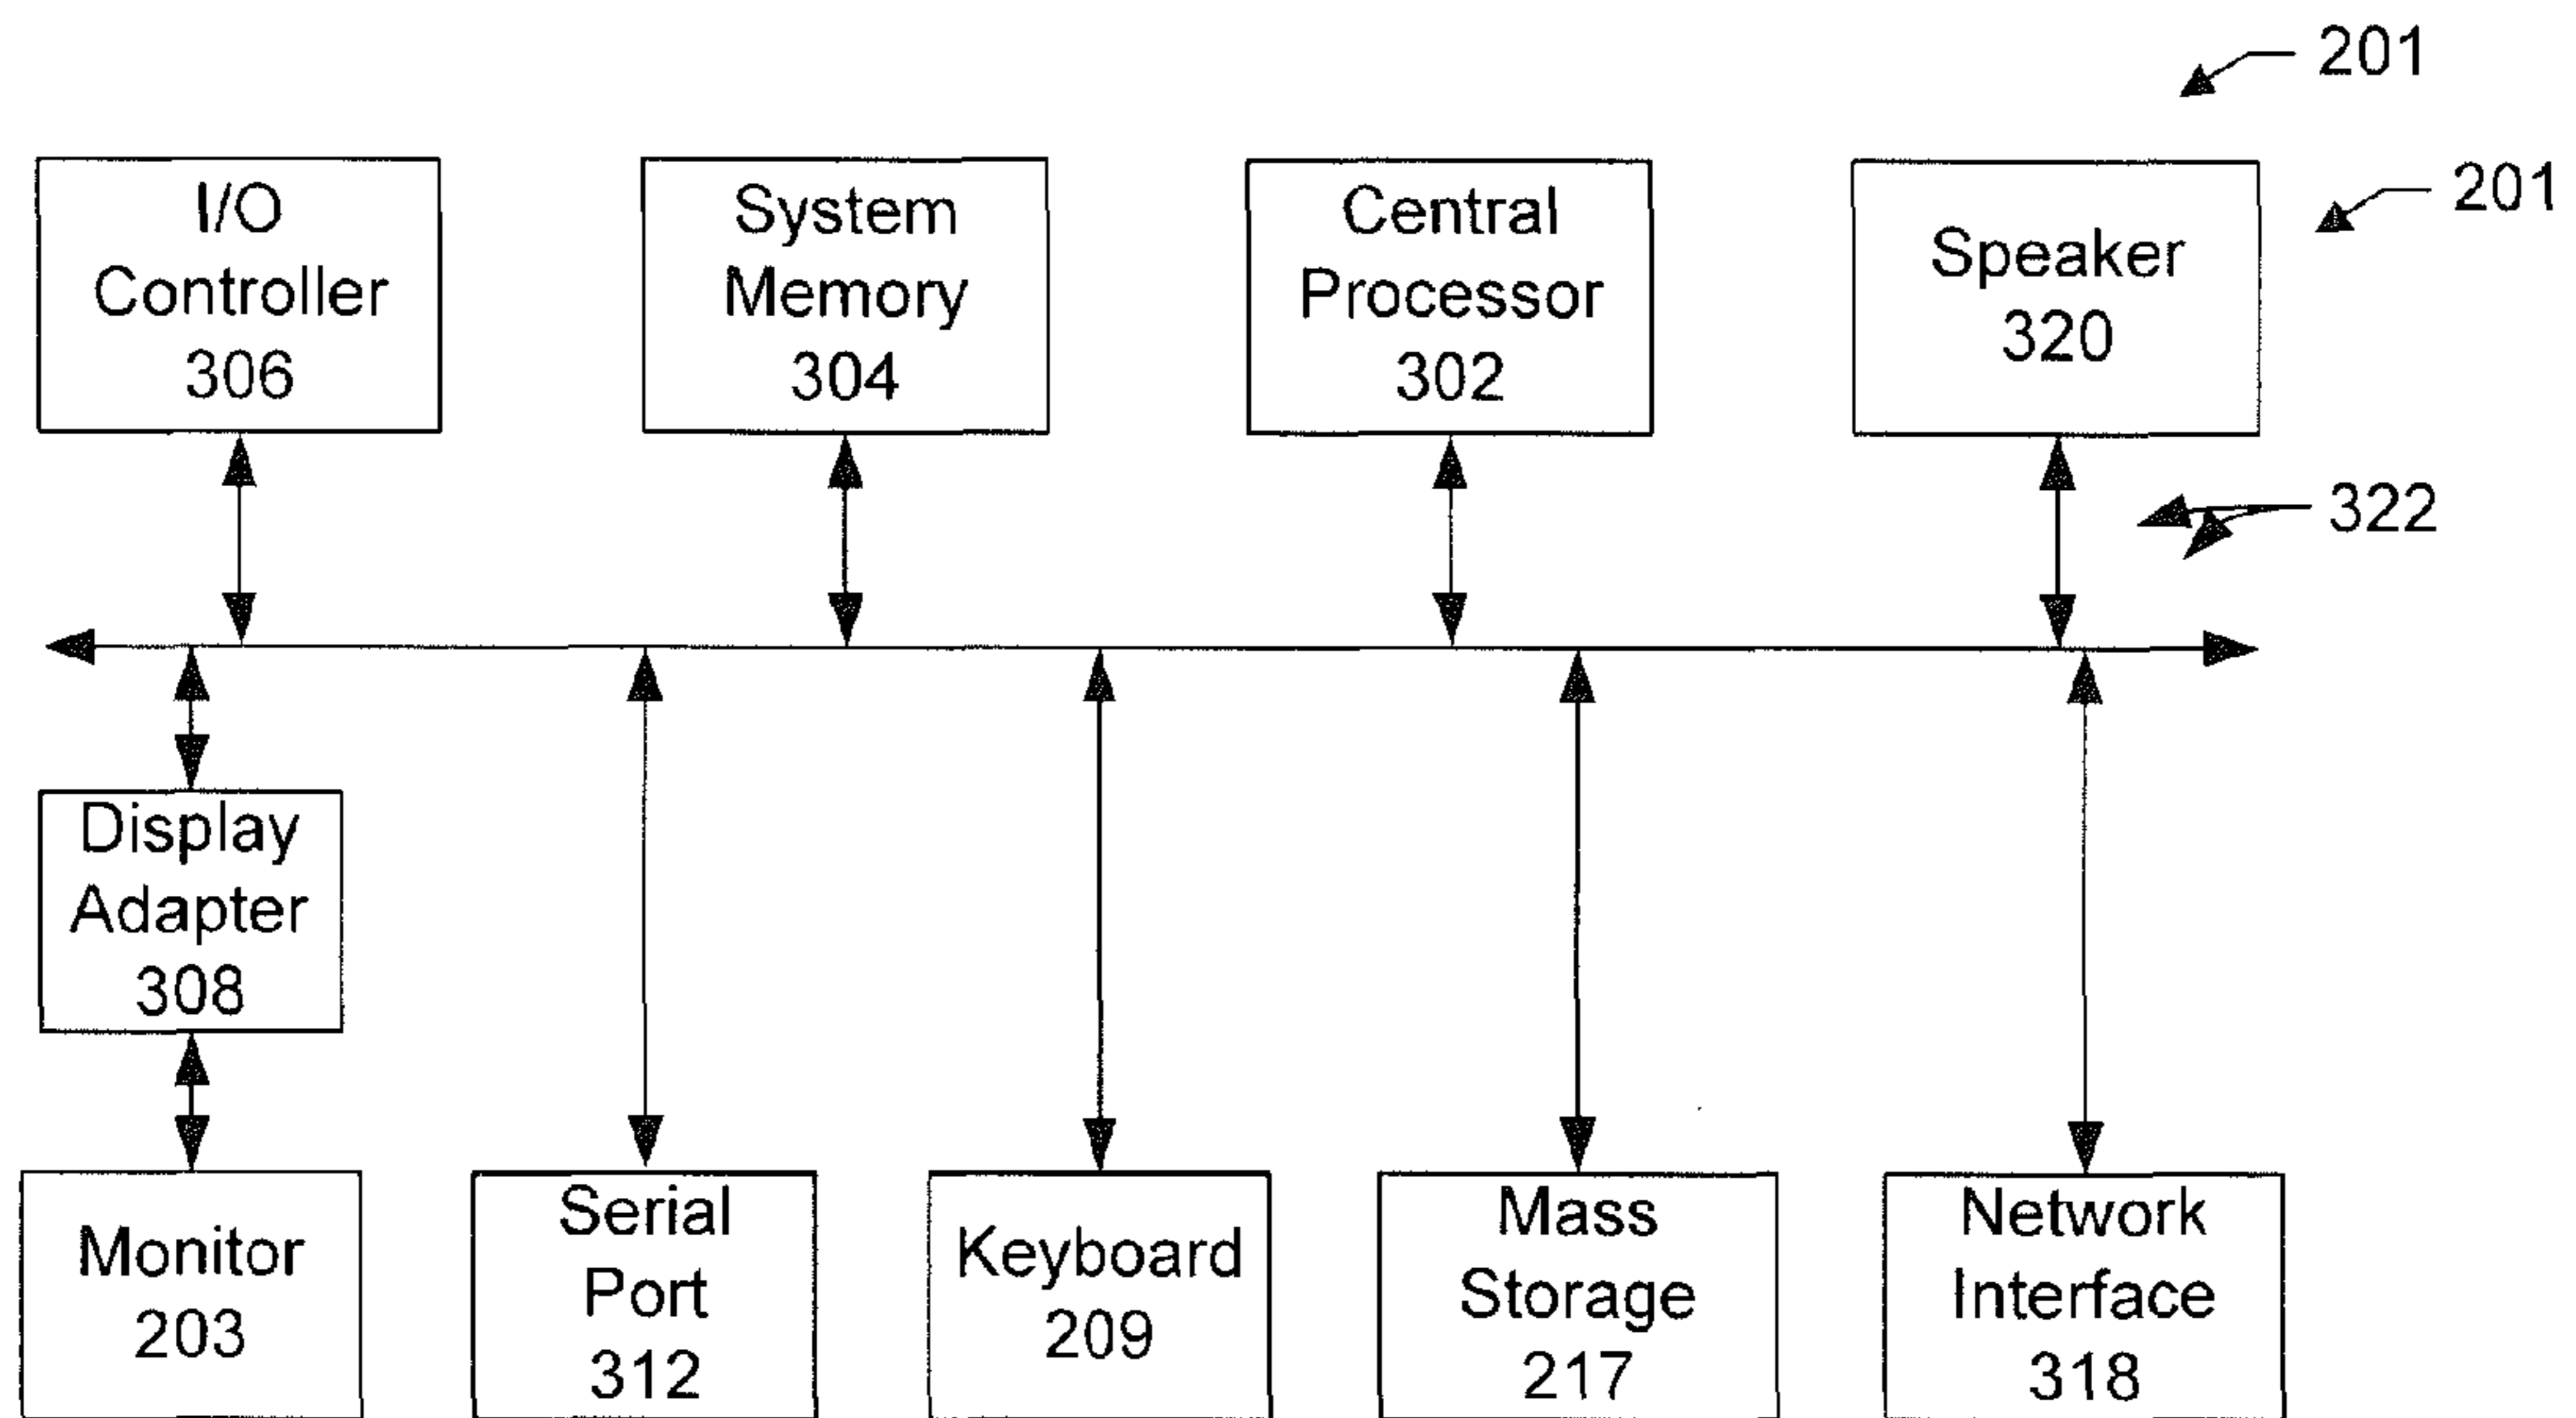 201
201
I/O
Controller
306
System
Memory
304
Central
Processor
302
Speaker
320
322
Display
Adapter
308
Monitor
203
Serial
Port
312
Keyboard
209
Mass
Storage
217
Network
Interface
318